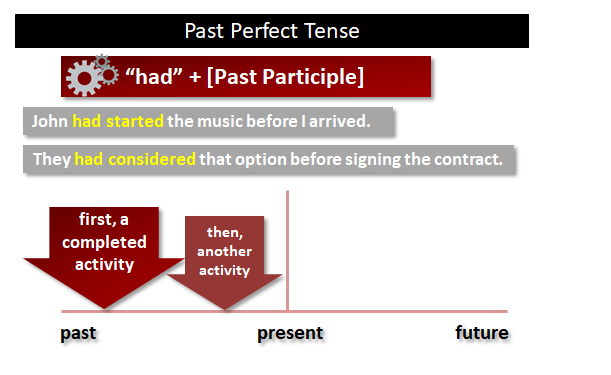 Past Perfect Tense
“had” + [Past Participle]
John had started the music before I arrived.
They had considered that option before signing the contract.
first, a
completed
activity
then,
another
activity
past
present
future